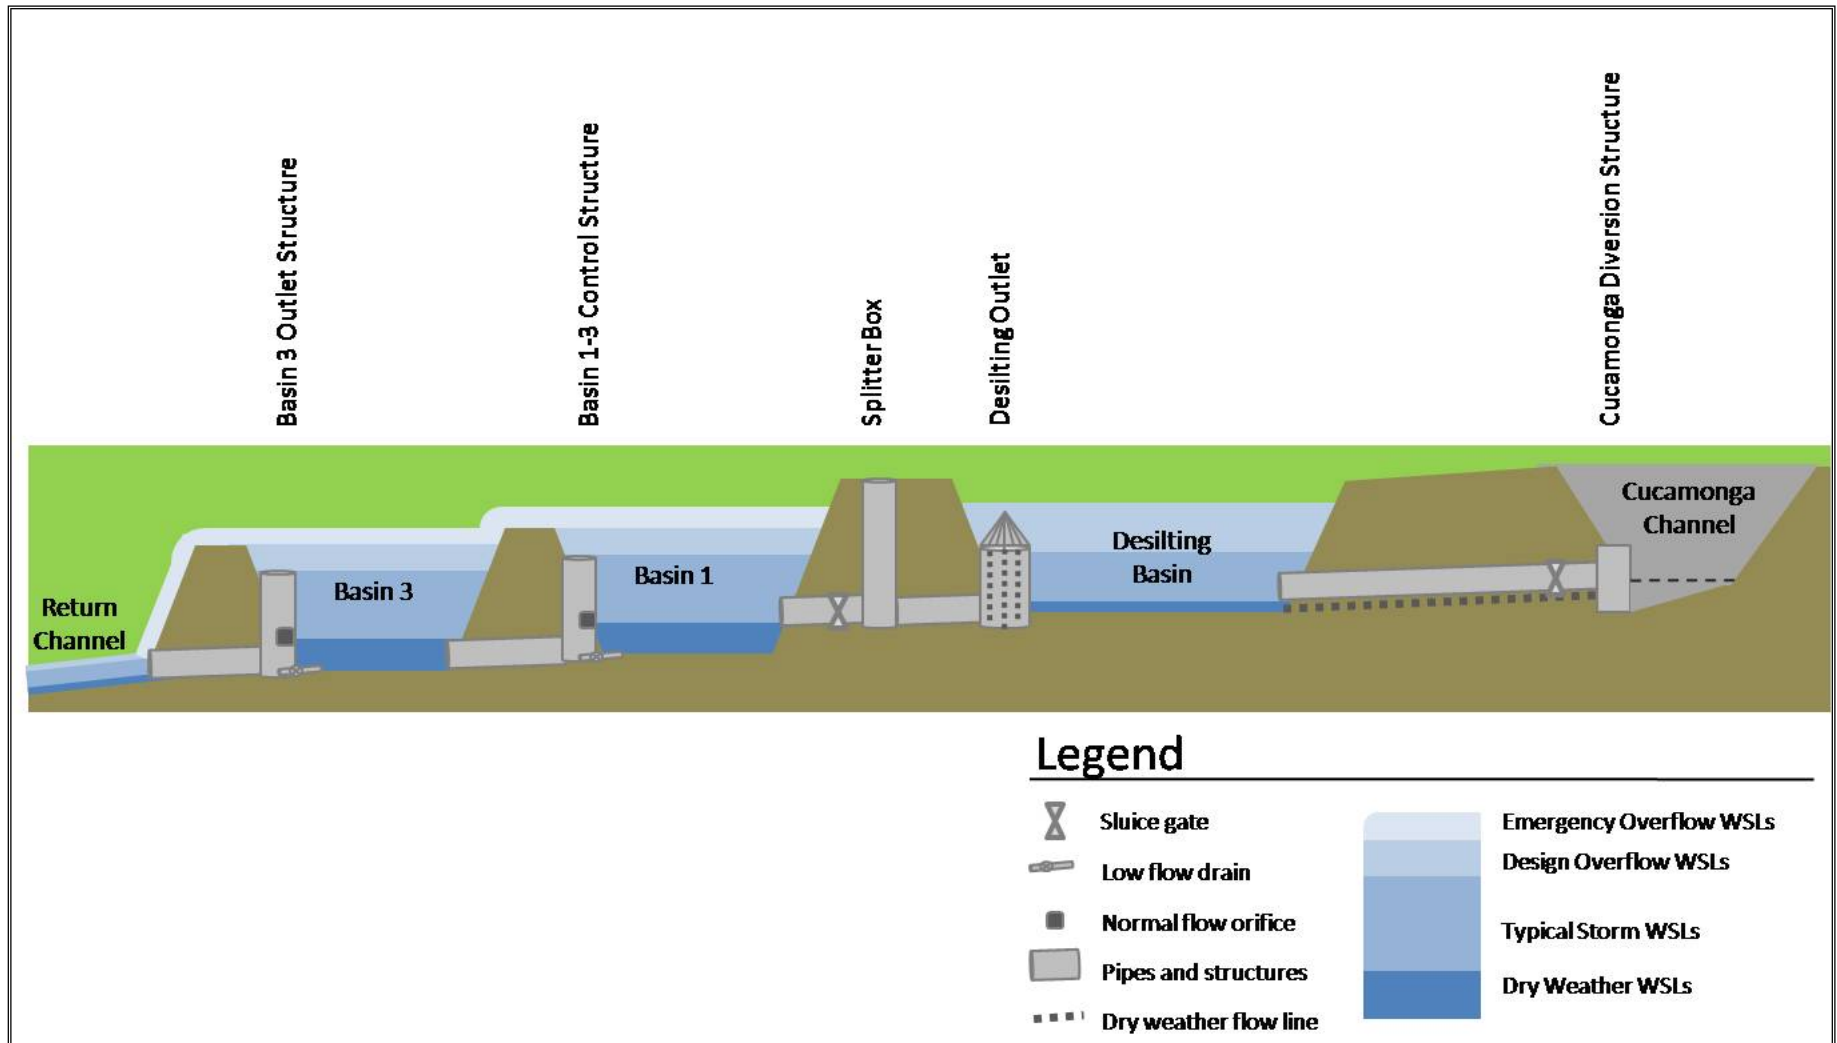 Basin 3 Outlet Structure
Basin 1-3 Control Structure
Splitter Box
Desilting Outlet
Cucamonga Diversion Structure
Cucamonga
Channel
Desilting
Basin
Basin 1
Basin 3
Return
Channel
Legend
Sluice gate
Low flow drain
Normal flow orifice
Pipes and structures
Dry weather flow line
Emergency Overflow WSLs
Design Overflow WSLs
Typical Storm WSLs
Dry Weather WSLs